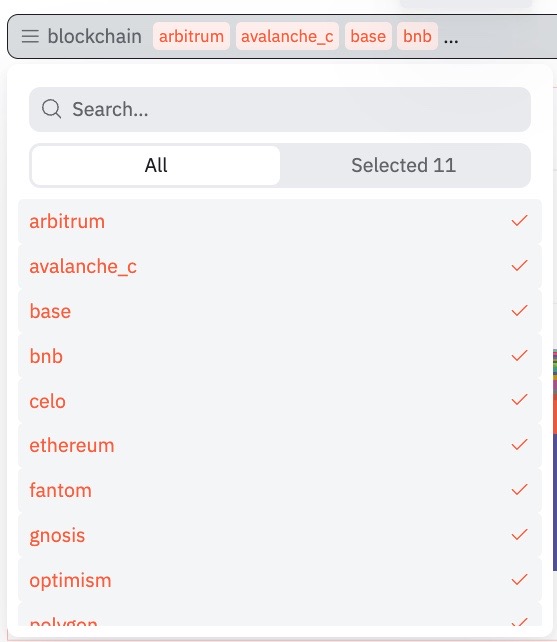 blockchain arbitrum avalanche_c base bnb ...
Search...
All Selected 11
arbitrum
avalanche_c
base
bnb
celo
ethereum
fantom
gnosis
optimism
polygon